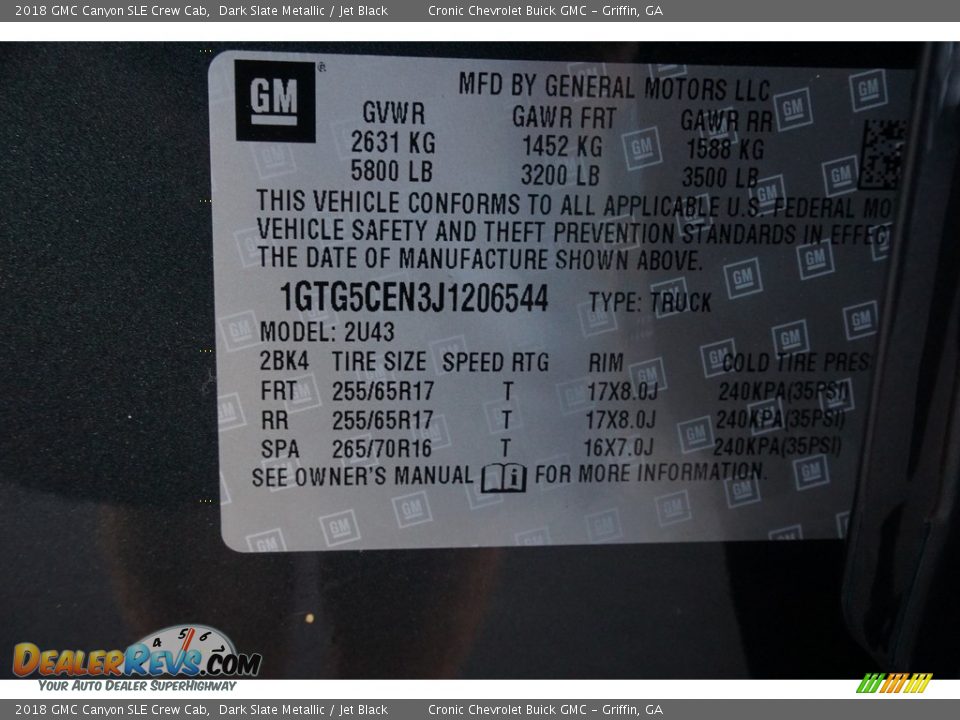 2018 GMC Canyon SLE Crew Cab, Dark Slate Metallic / Jet Black Cronic Chevrolet Buick GMC - Griffin, GA
GM ®
MFD BY GENERAL MOTORS LLC
GVWR GAWR FRT GAWR RR
2631 KG 1452 KG 1588 KG
5800 LB 3200 LB 3500 LB
THIS VEHICLE CONFORMS TO ALL APPLICABLE U.S. FEDERAL MO
VEHICLE SAFETY AND THEFT PREVENTION STANDARDS IN EFFEC
THE DATE OF MANUFACTURE SHOWN ABOVE.
1GTG5CEN3J1206544 TYPE: TRUCK
MODEL: 2U43
2BK4 TIRE SIZE SPEED RTG RIM COLD TIRE PRES
FRT 255/65R17 T 17X8.0J 240KPA(35PSI)
RR 255/65R17 T 17X8.0J 240KPA(35PSI)
SPA 265/70R16 T 16X7.0J 240KPA(35PSI)
SEE OWNER'S MANUAL i FOR MORE INFORMATION.
4 5 6
DEALERREVS.COM
YOUR AUTO DEALER SUPERHIGHWAY
2018 GMC Canyon SLE Crew Cab, Dark Slate Metallic / Jet Black Cronic Chevrolet Buick GMC - Griffin, GA